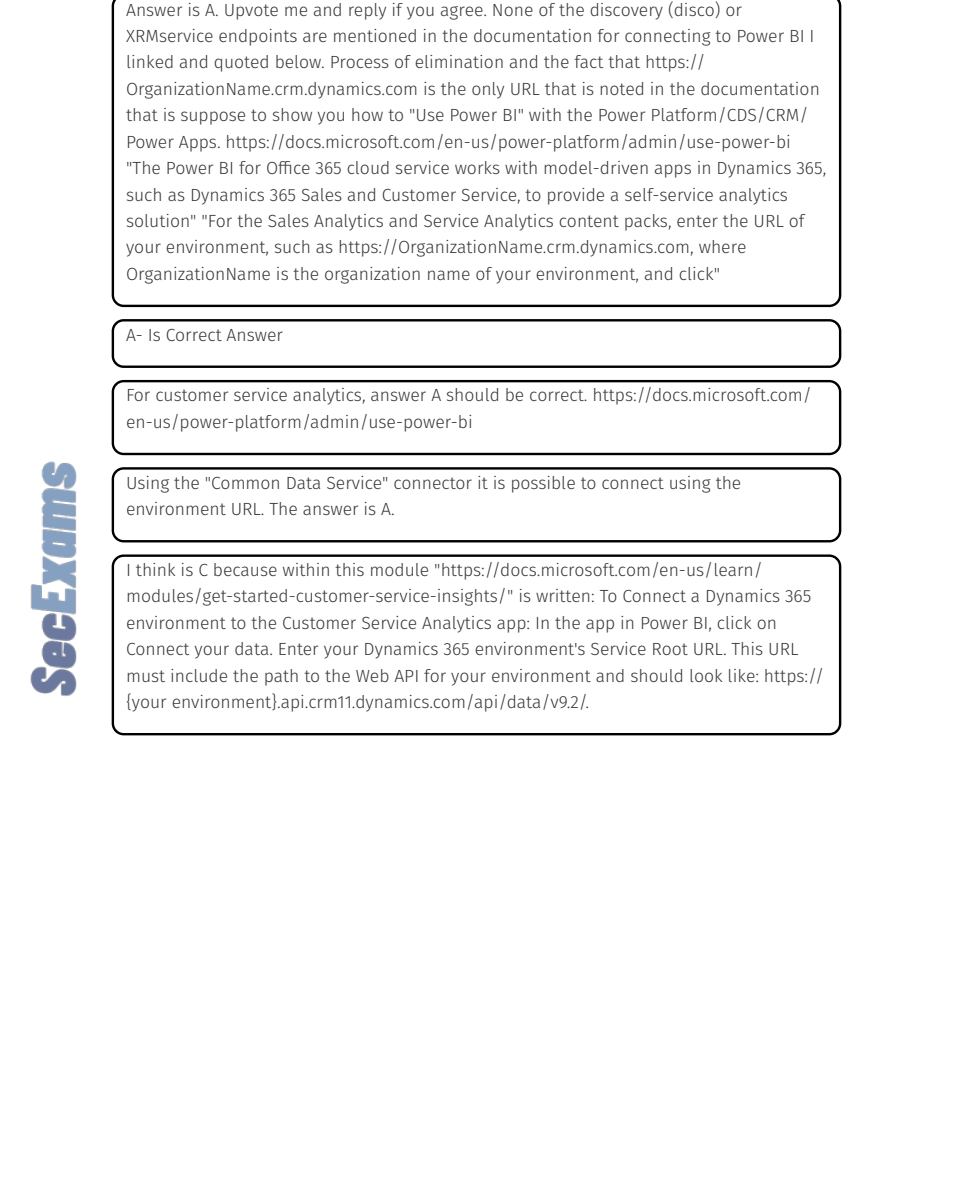 Answer is A. Upvote me and reply if you agree. None of the discovery (disco) or
XRMservice endpoints are mentioned in the documentation for connecting to Power BI I
linked and quoted below. Process of elimination and the fact that https://
OrganizationName.crm.dynamics.com is the only URL that is noted in the documentation
that is suppose to show you how to "Use Power BI" with the Power Platform/CDS/CRM/
Power Apps. https://docs.microsoft.com/en-us/power-platform/admin/use-power-bi
"The Power BI for Office 365 cloud service works with model-driven apps in Dynamics 365,
such as Dynamics 365 Sales and Customer Service, to provide a self-service analytics
solution" "For the Sales Analytics and Service Analytics content packs, enter the URL of
your environment, such as https://OrganizationName.crm.dynamics.com, where
OrganizationName is the organization name of your environment, and click"
A- Is Correct Answer
For customer service analytics, answer A should be correct. https://docs.microsoft.com/
en-us/power-platform/admin/use-power-bi
Using the "Common Data Service" connector it is possible to connect using the
environment URL. The answer is A.
I think is C because within this module "https://docs.microsoft.com/en-us/learn/
modules/get-started-customer-service-insights/" is written: To Connect a Dynamics 365
environment to the Customer Service Analytics app: In the app in Power BI, click on
Connect your data. Enter your Dynamics 365 environment's Service Root URL. This URL
must include the path to the Web API for your environment and should look like: https://
{your environment}.api.crm11.dynamics.com/api/data/v9.2/.
SecExams